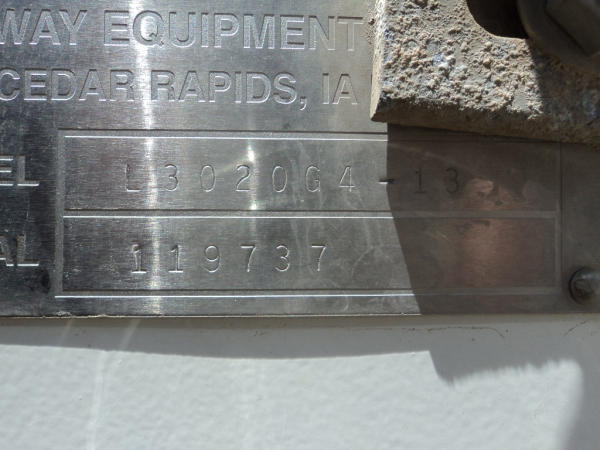 WAY EQUIPMENT
CEDAR RAPIDS, IA
EL L3020G4-13
AL 119737